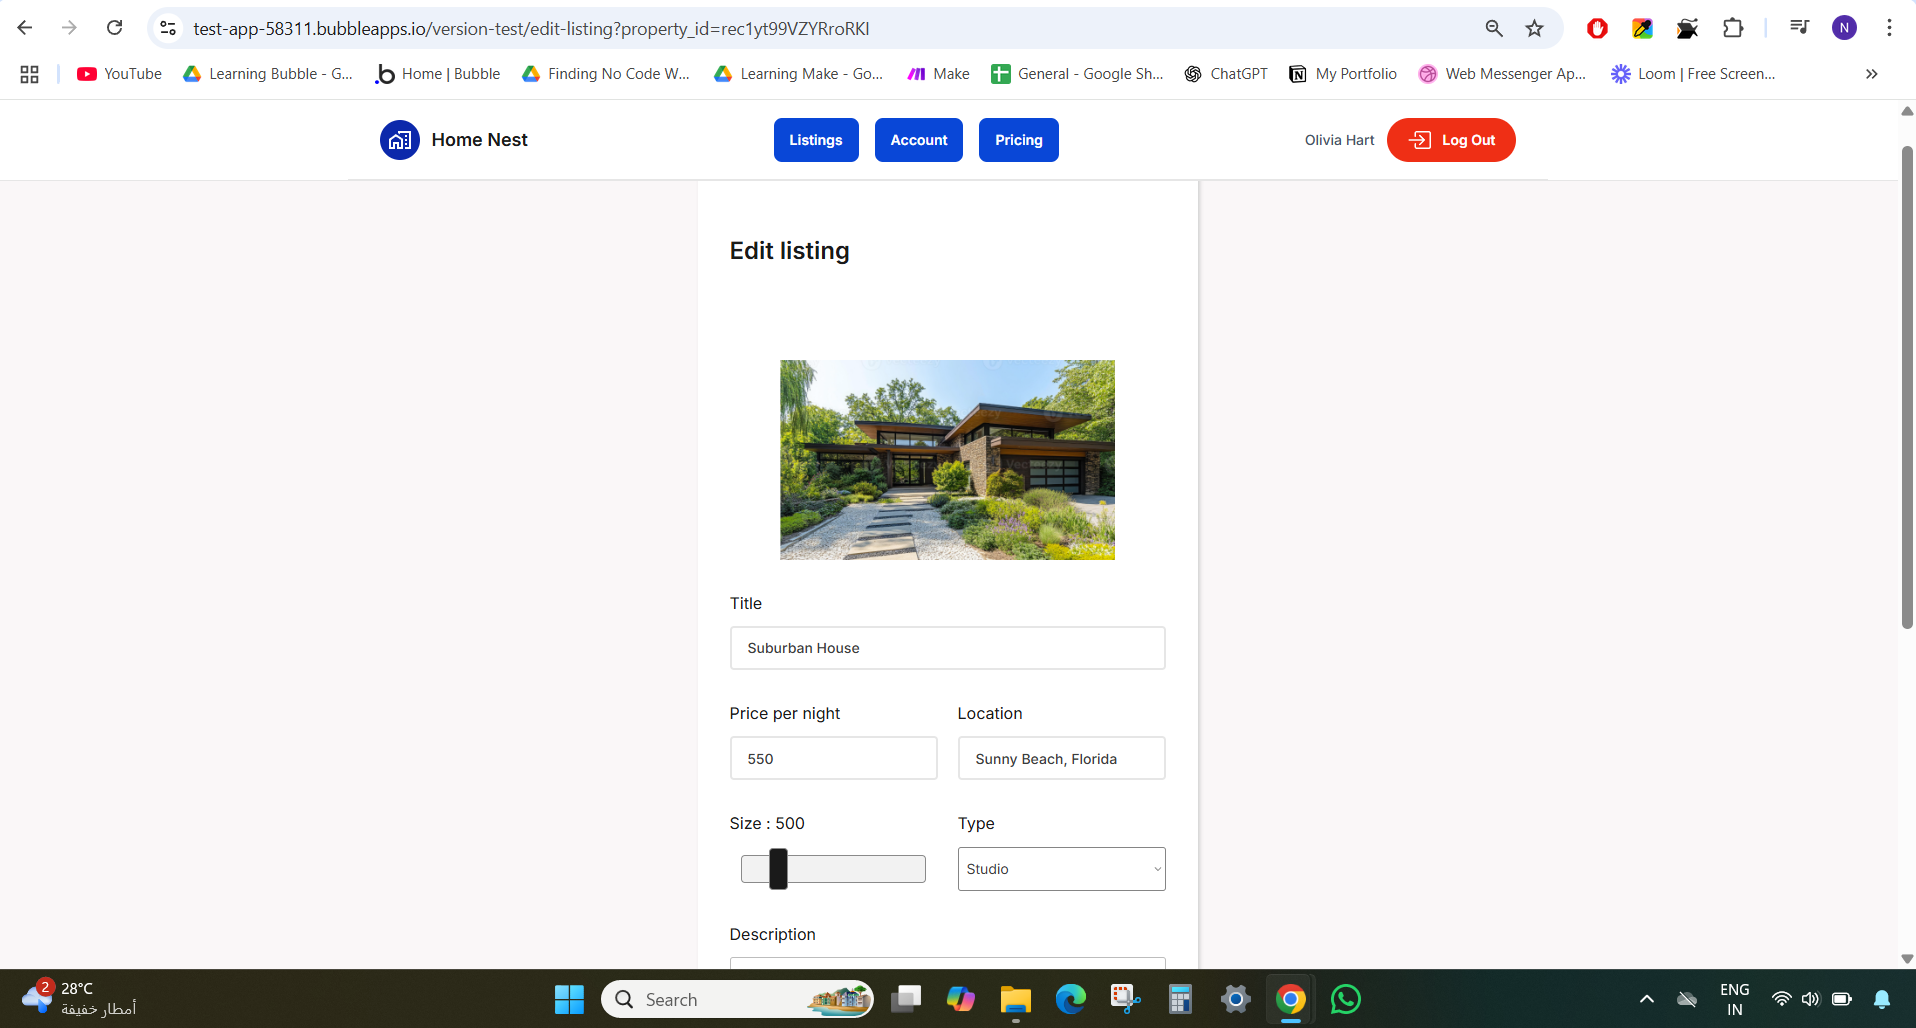 test-app-58311.bubbleapps.io/version-test/edit-listing?property_id=rec1yt99VZYRroRKI
N
YouTube
Learning Bubble - G...
Home | Bubble
Finding No Code W...
Learning Make - Go...
Make
General - Google Sh...
ChatGPT
My Portfolio
Web Messenger Ap...
Loom | Free Screen...
Home Nest
Listings
Account
Pricing
Olivia Hart
Log Out
Edit listing
Title
Suburban House
Price per night
Location
550
Sunny Beach, Florida
Size : 500
Type
Studio
Description
2
28°C
أمطار خفيفة
Search
ENG
IN